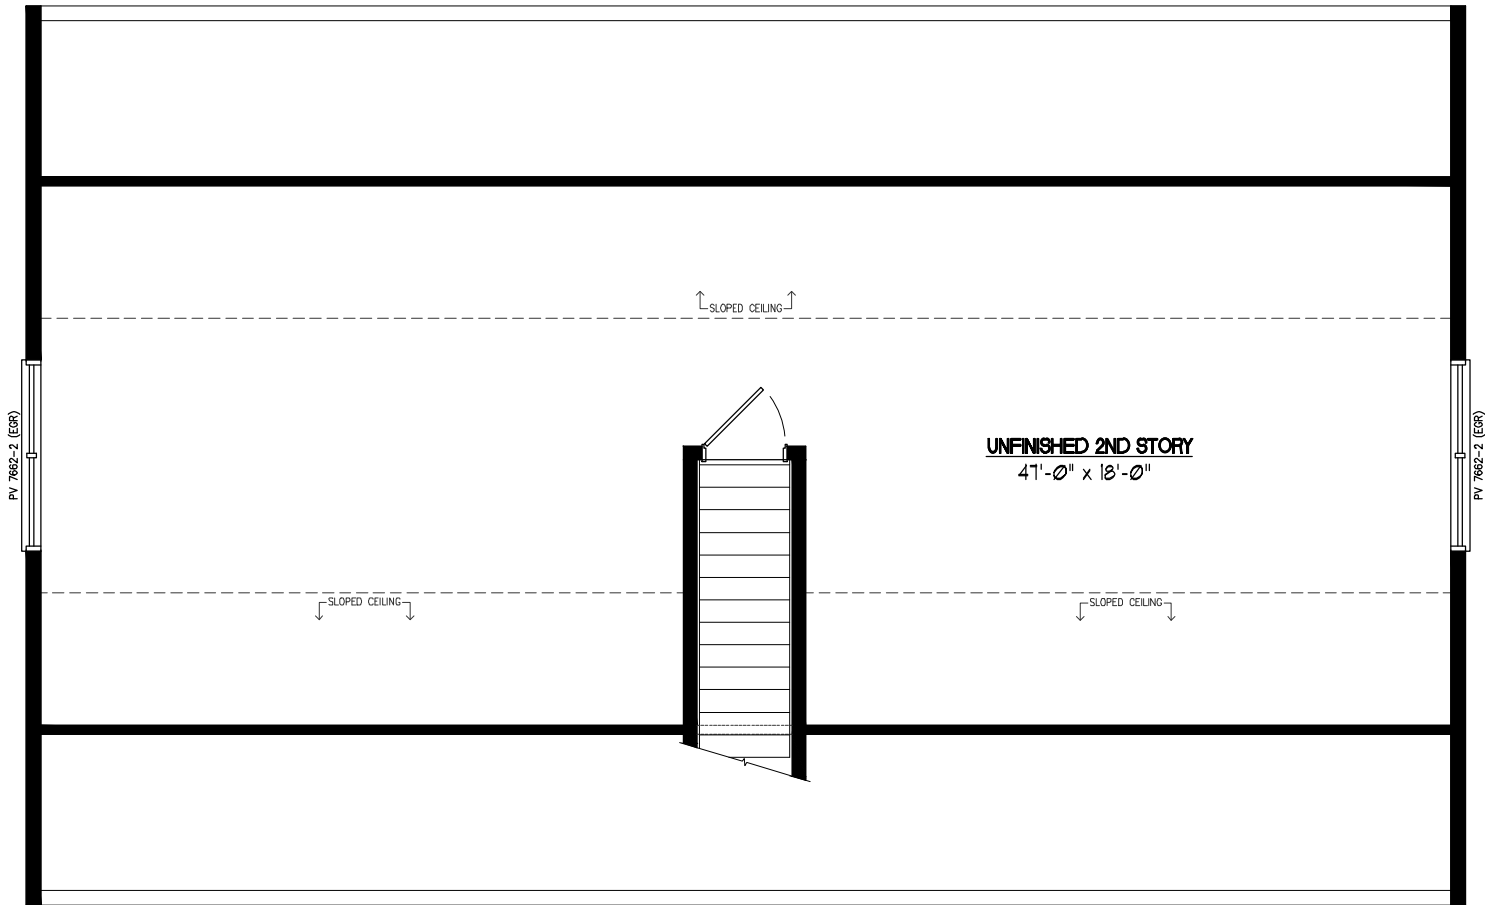 SLOPED CEILING
PV 7662-2 (EGR)
PV 7662-2 (EGR)
UNFINISHED 2ND STORY
47'-0" x 18'-0"
SLOPED CEILING
SLOPED CEILING